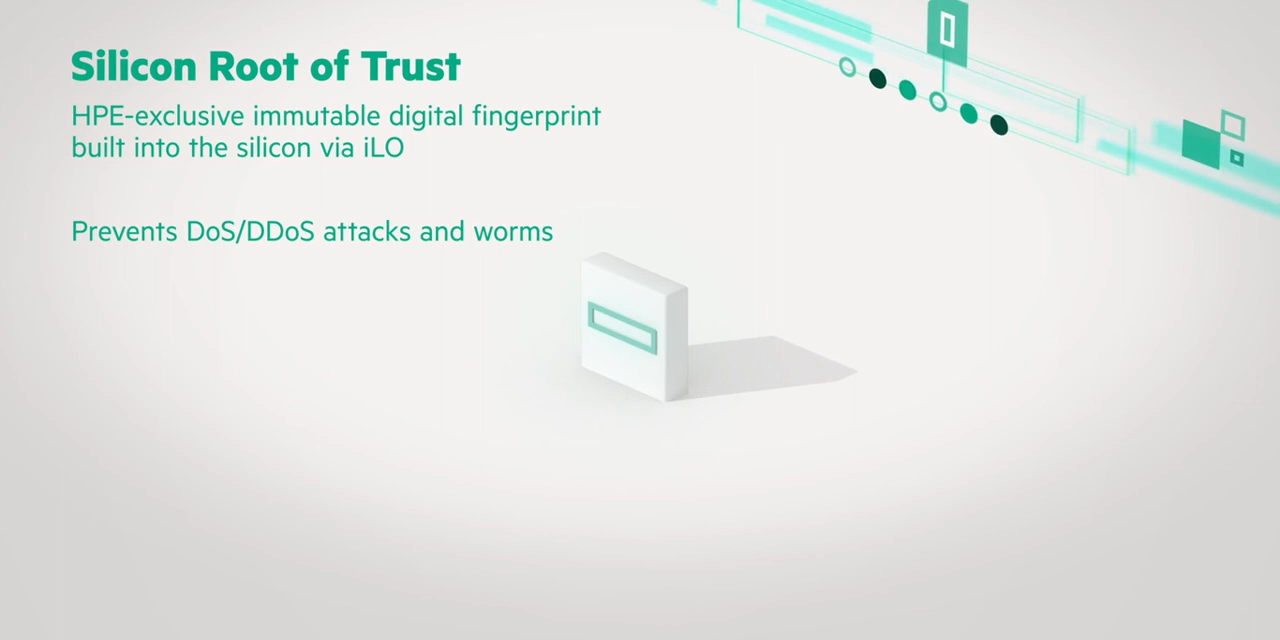 Silicon Root of Trust
HPE-exclusive immutable digital fingerprint
built into the silicon via iLO
Prevents DoS/DDoS attacks and worms